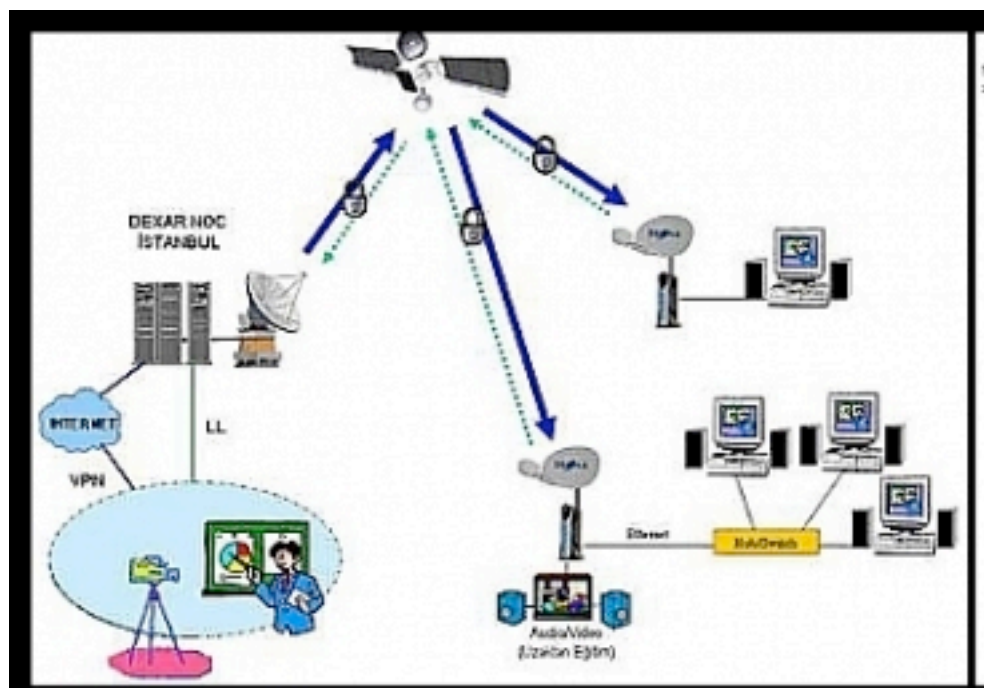 DEXAR NOC
İSTANBUL
INTERNET
LL
VPN
Ethernet
Hub/Switch
Audio/Video
(Uzaktan Eğitim)